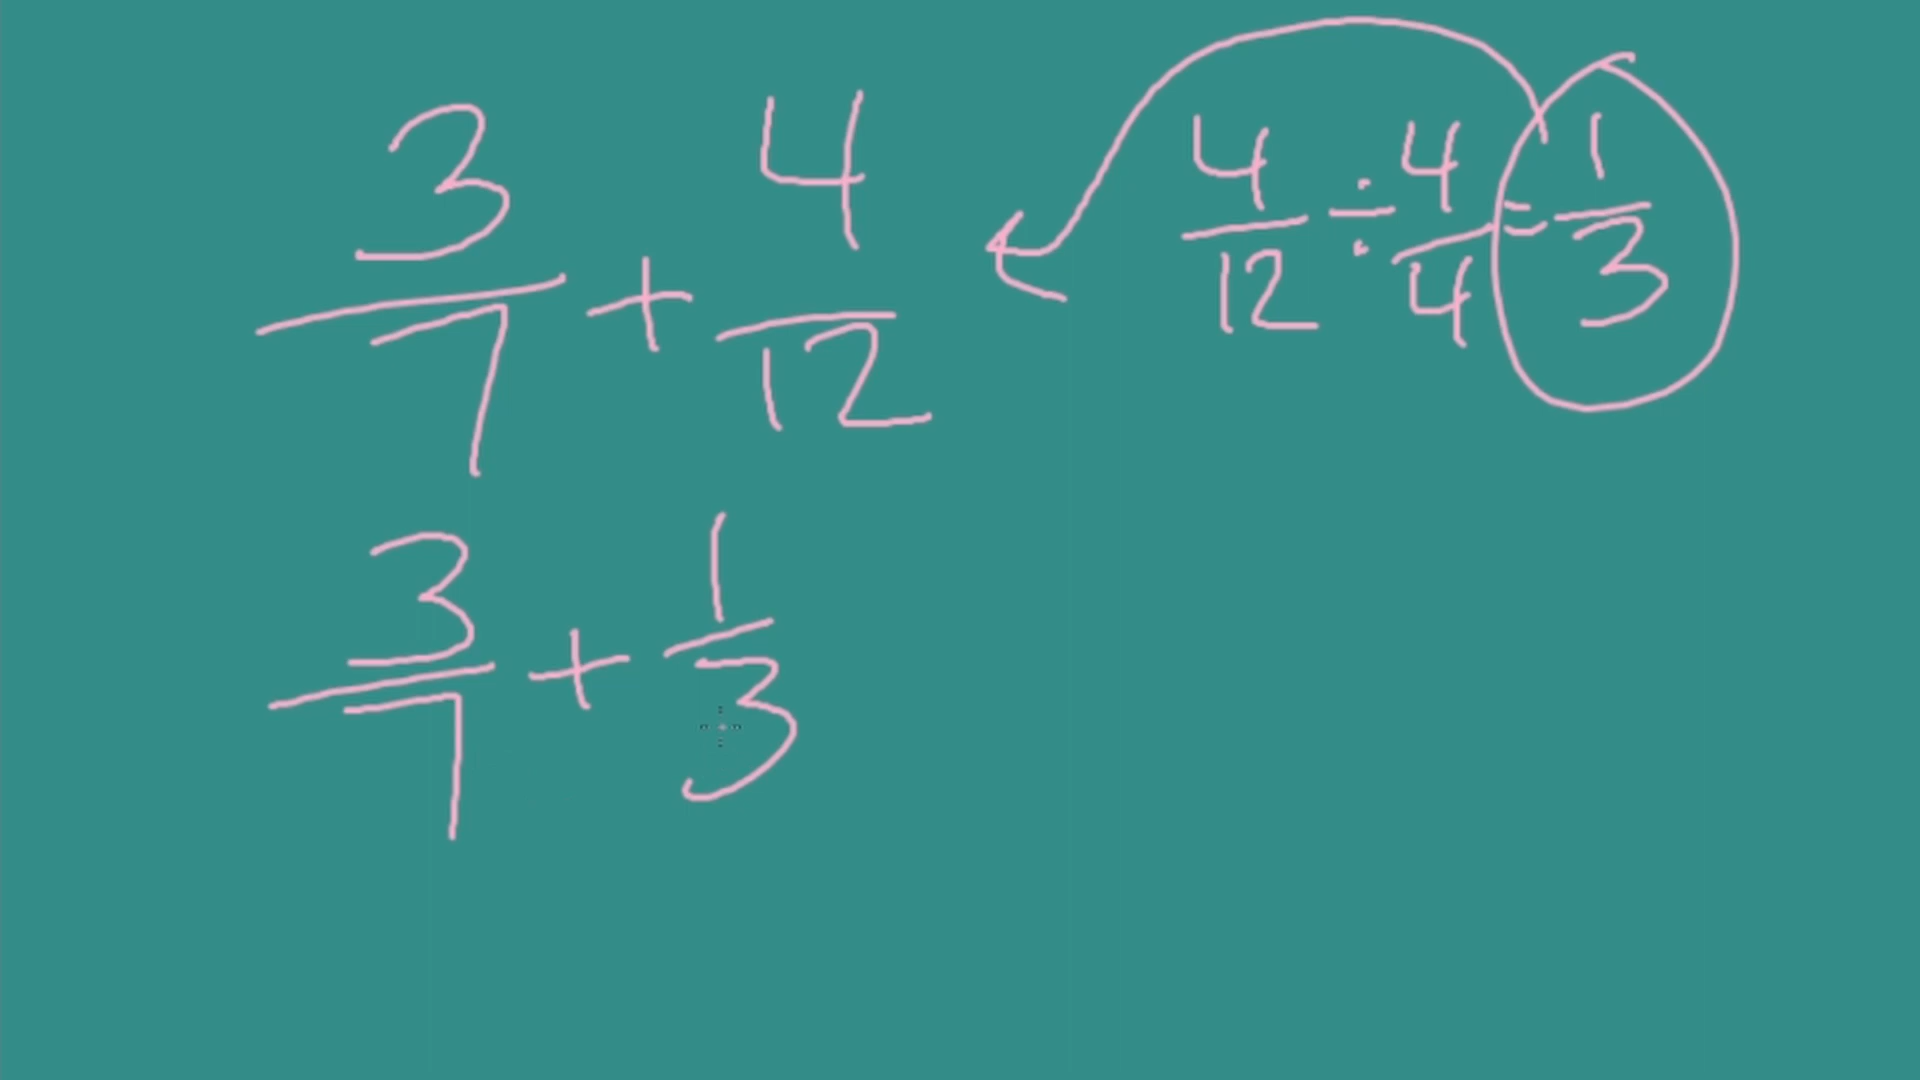 3/7 + 4/12
4/12 ÷ 4/4 = 1/3
3/7 + 1/3